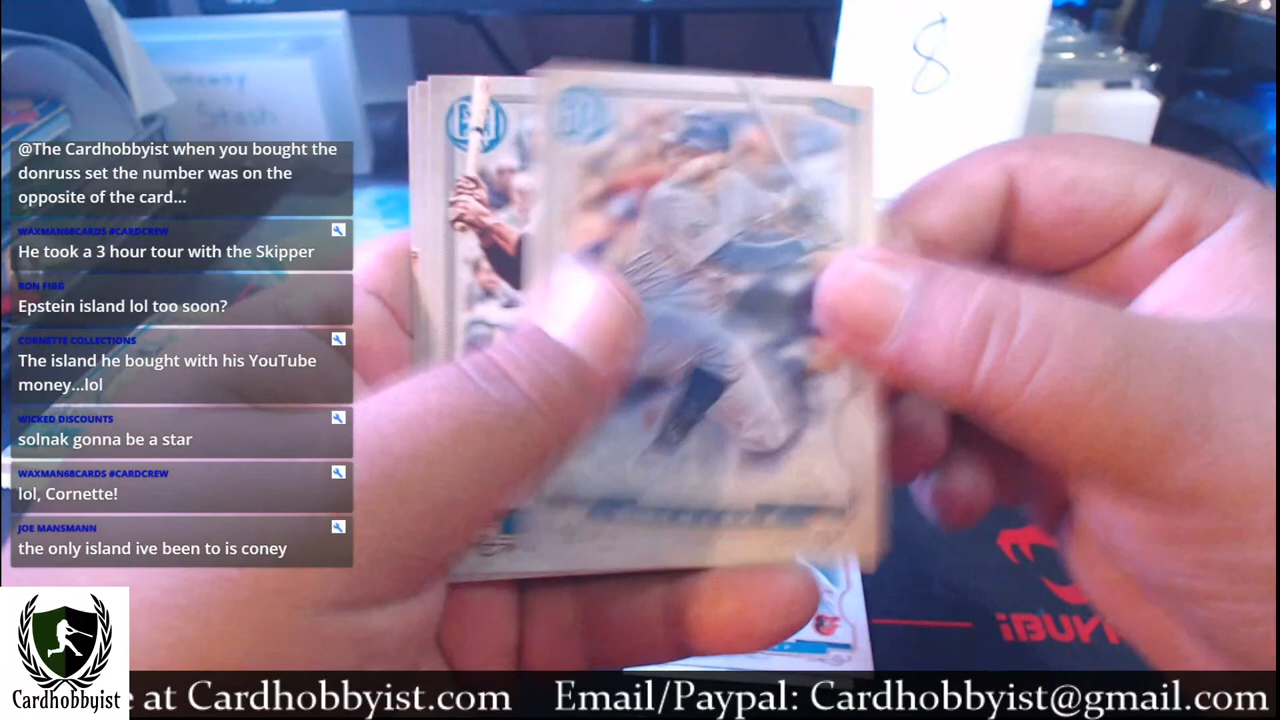 8
Stash
@The Cardhobbyist when you bought the
donruss set the number was on the
opposite of the card...
WAXMAN68CARDS #CARDCREW
He took a 3 hour tour with the Skipper
RON FIGG
Epstein island lol too soon?
CORNETTE COLLECTIONS
The island he bought with his YouTube
money...lol
WICKED DISCOUNTS
solnak gonna be a star
WAXMAN68CARDS #CARDCREW
lol, Cornette!
JOE MANSMANN
the only island ive been to is coney
iBUY
Cardhobbyist
e at Cardhobbyist.com Email/Paypal: Cardhobbyist@gmail.com